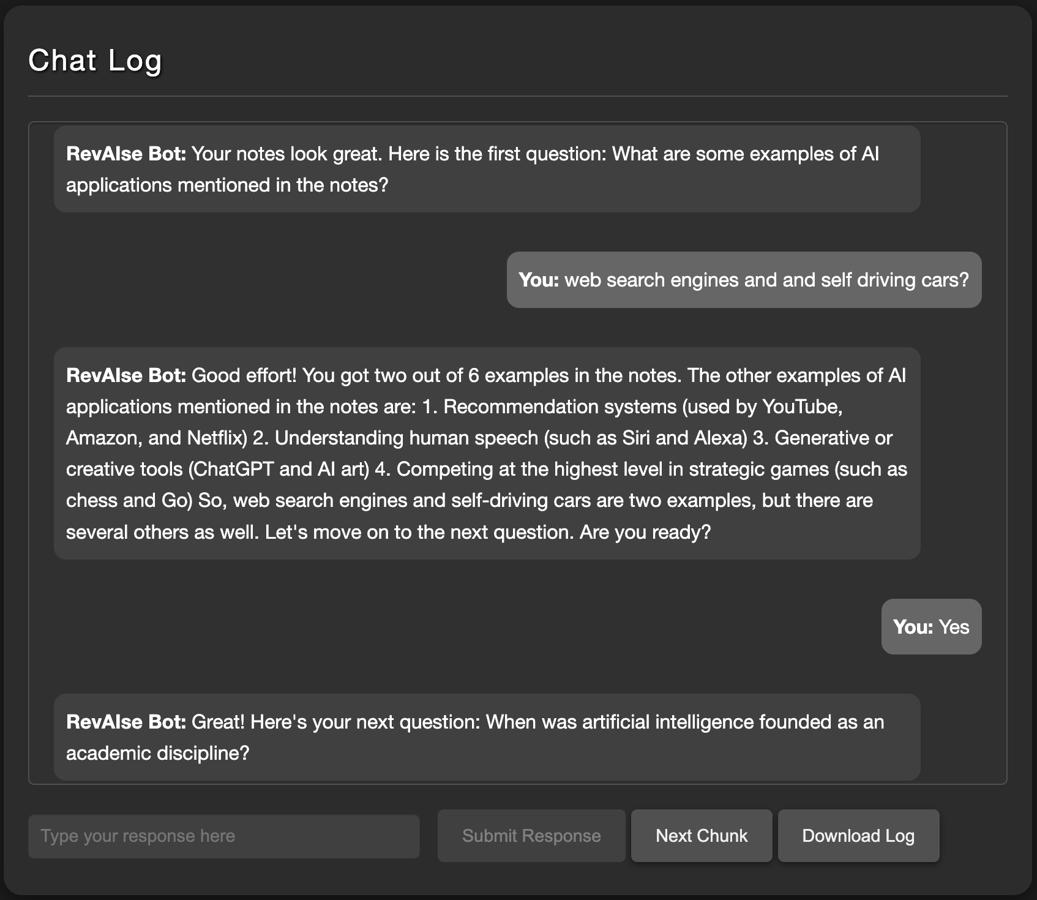 Chat Log
RevAIse Bot: Your notes look great. Here is the first question: What are some examples of AI
applications mentioned in the notes?
You: web search engines and and self driving cars?
RevAIse Bot: Good effort! You got two out of 6 examples in the notes. The other examples of AI
applications mentioned in the notes are: 1. Recommendation systems (used by YouTube,
Amazon, and Netflix) 2. Understanding human speech (such as Siri and Alexa) 3. Generative or
creative tools (ChatGPT and AI art) 4. Competing at the highest level in strategic games (such as
chess and Go) So, web search engines and self-driving cars are two examples, but there are
several others as well. Let's move on to the next question. Are you ready?
You: Yes
RevAIse Bot: Great! Here's your next question: When was artificial intelligence founded as an
academic discipline?
Type your response here
Submit Response
Next Chunk
Download Log